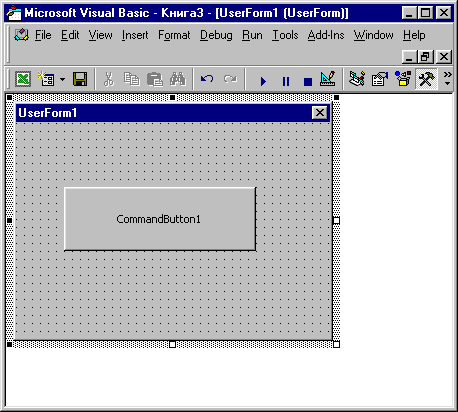 Microsoft Visual Basic - Книга3 - [UserForm1 (UserForm)]
File Edit View Insert Format Debug Run Tools Add-Ins Window Help
UserForm1
CommandButton1